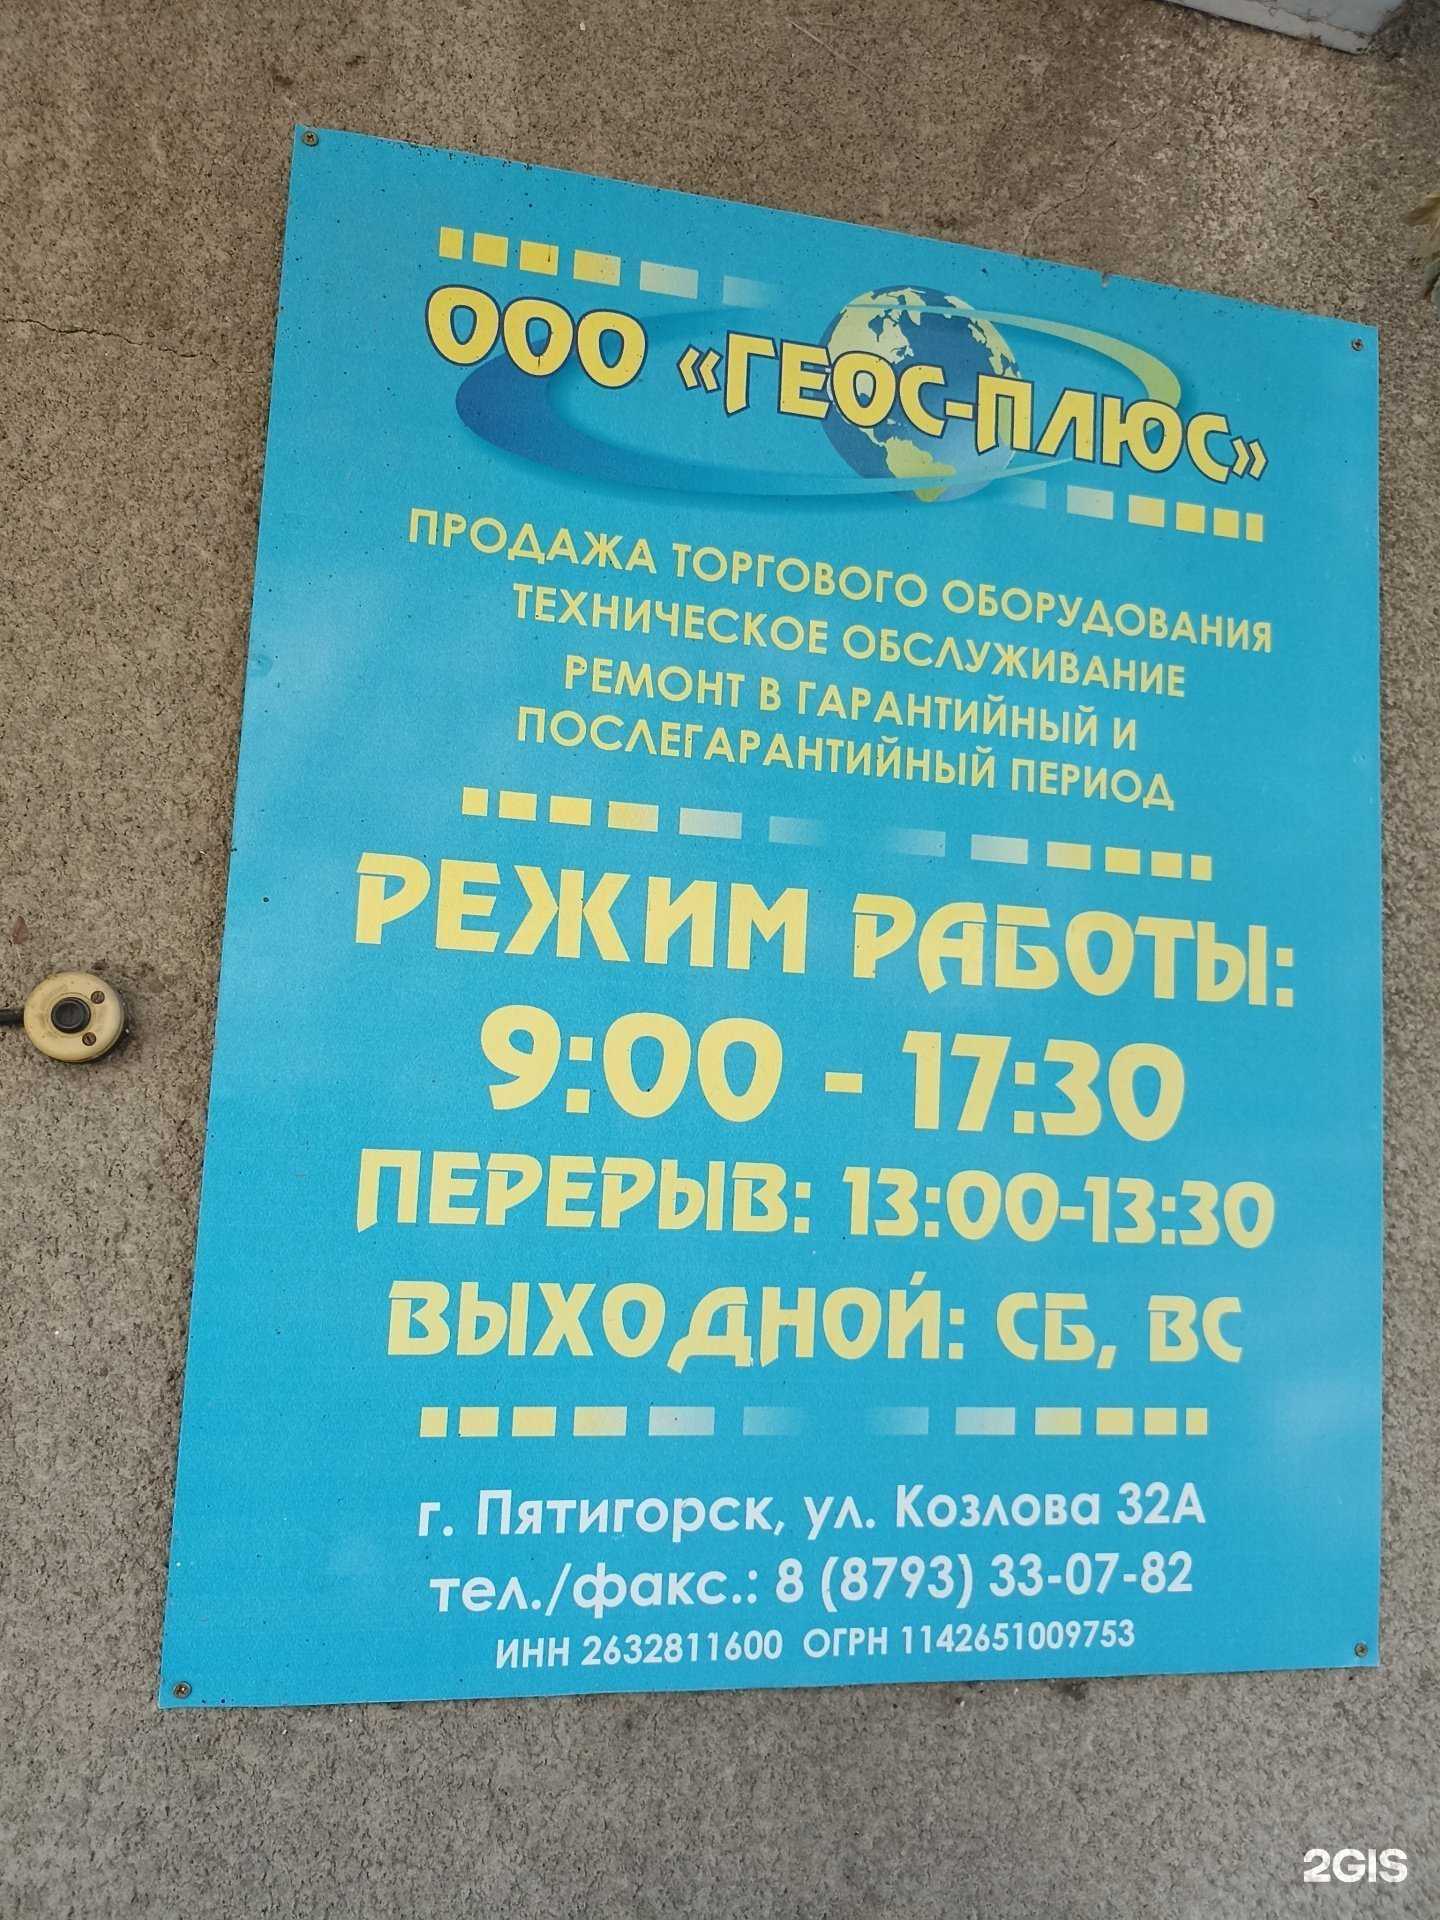 ООО «ГЕОС-ПЛЮС»
ПРОДАЖА ТОРГОВОГО ОБОРУДОВАНИЯ
ТЕХНИЧЕСКОЕ ОБСЛУЖИВАНИЕ
РЕМОНТ В ГАРАНТИЙНЫЙ И
ПОСЛЕГАРАНТИЙНЫЙ ПЕРИОД
РЕЖИМ РАБОТЫ:
9:00 - 17:30
ПЕРЕРЫВ: 13:00-13:30
ВЫХОДНОЙ: СБ, ВС
г. Пятигорск, ул. Козлова 32А
тел./факс.: 8 (8793) 33-07-82
ИНН 2632811600 ОГРН 1142651009753
2GIS